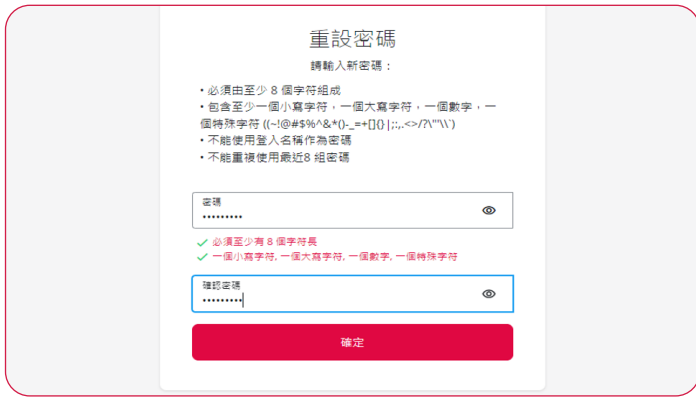 重設密碼
請輸入新密碼：
• 必須由至少 8 個字符組成
• 包含至少一個小寫字符，一個大寫字符，一個數字，一
個特殊字符 ((~!@#$%^&*()-_=+[]{}|;:,.<>/?\"'\\`)
• 不能使用登入名稱作為密碼
• 不能重複使用最近8 組密碼
密碼
•••••••••
必須至少有 8 個字符長
一個小寫字符, 一個大寫字符, 一個數字, 一個特殊字符
確認密碼
•••••••••
確定